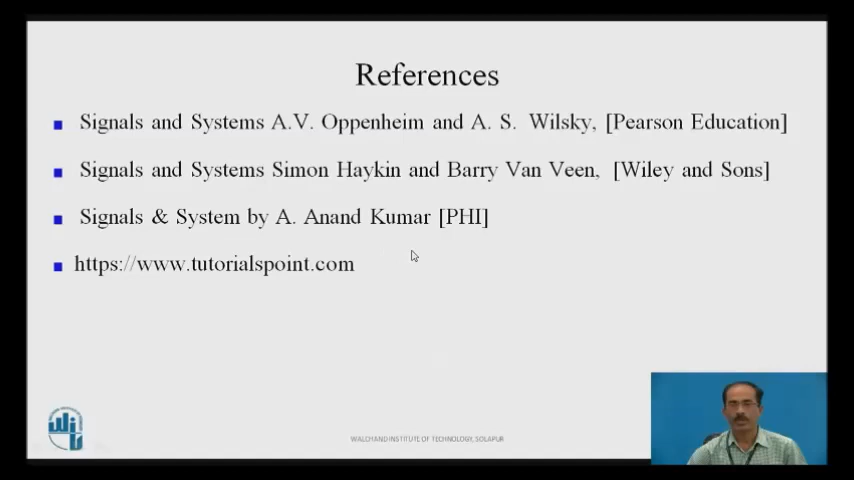 References
Signals and Systems A.V. Oppenheim and A. S. Wilsky, [Pearson Education]
Signals and Systems Simon Haykin and Barry Van Veen, [Wiley and Sons]
Signals & System by A. Anand Kumar [PHI]
https://www.tutorialspoint.com
WALCHAND INSTITUTE OF TECHNOLOGY, SOLAPUR